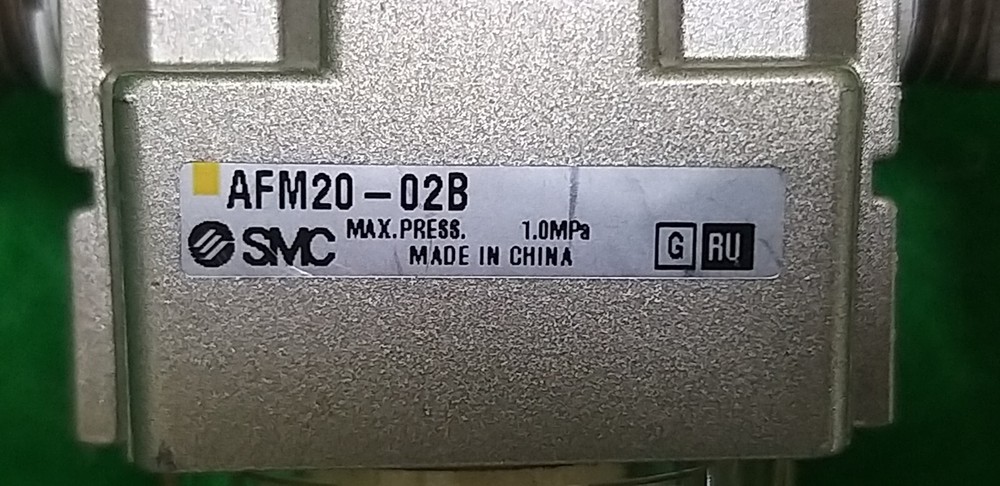 AFM20-02B
SMC MAX.PRESS. 1.0MPa
MADE IN CHINA
G RU